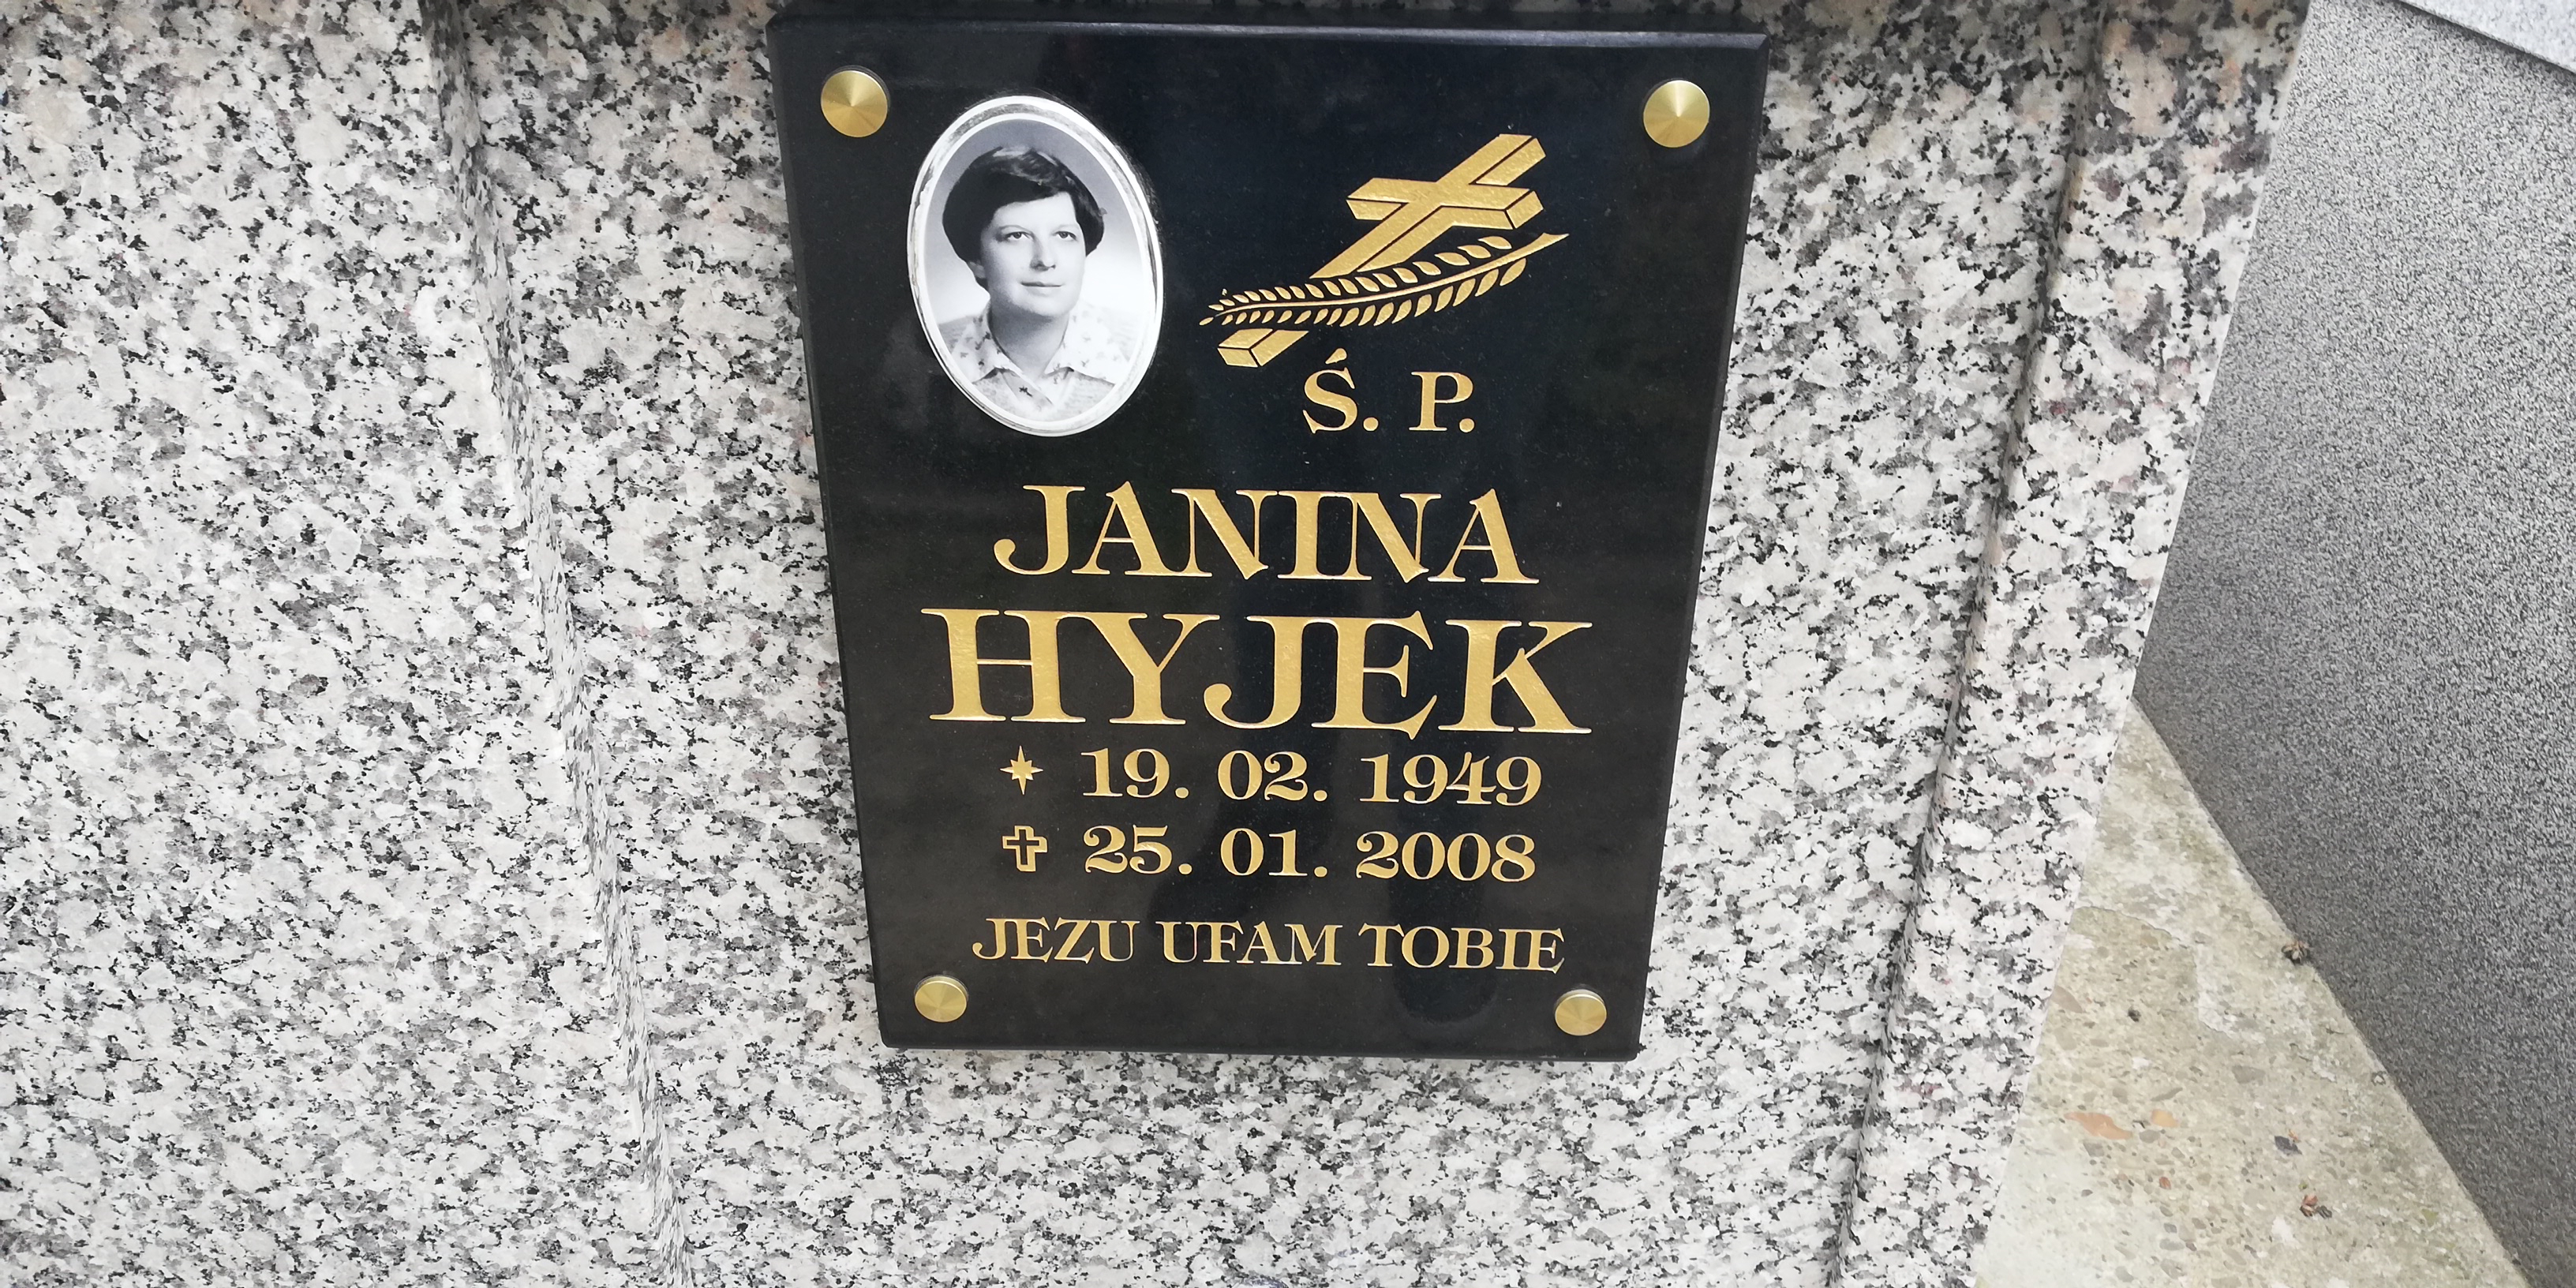 Ś. P.
JANINA
HYJEK
19. 02. 1949
25. 01. 2008
JEZU UFAM TOBIE